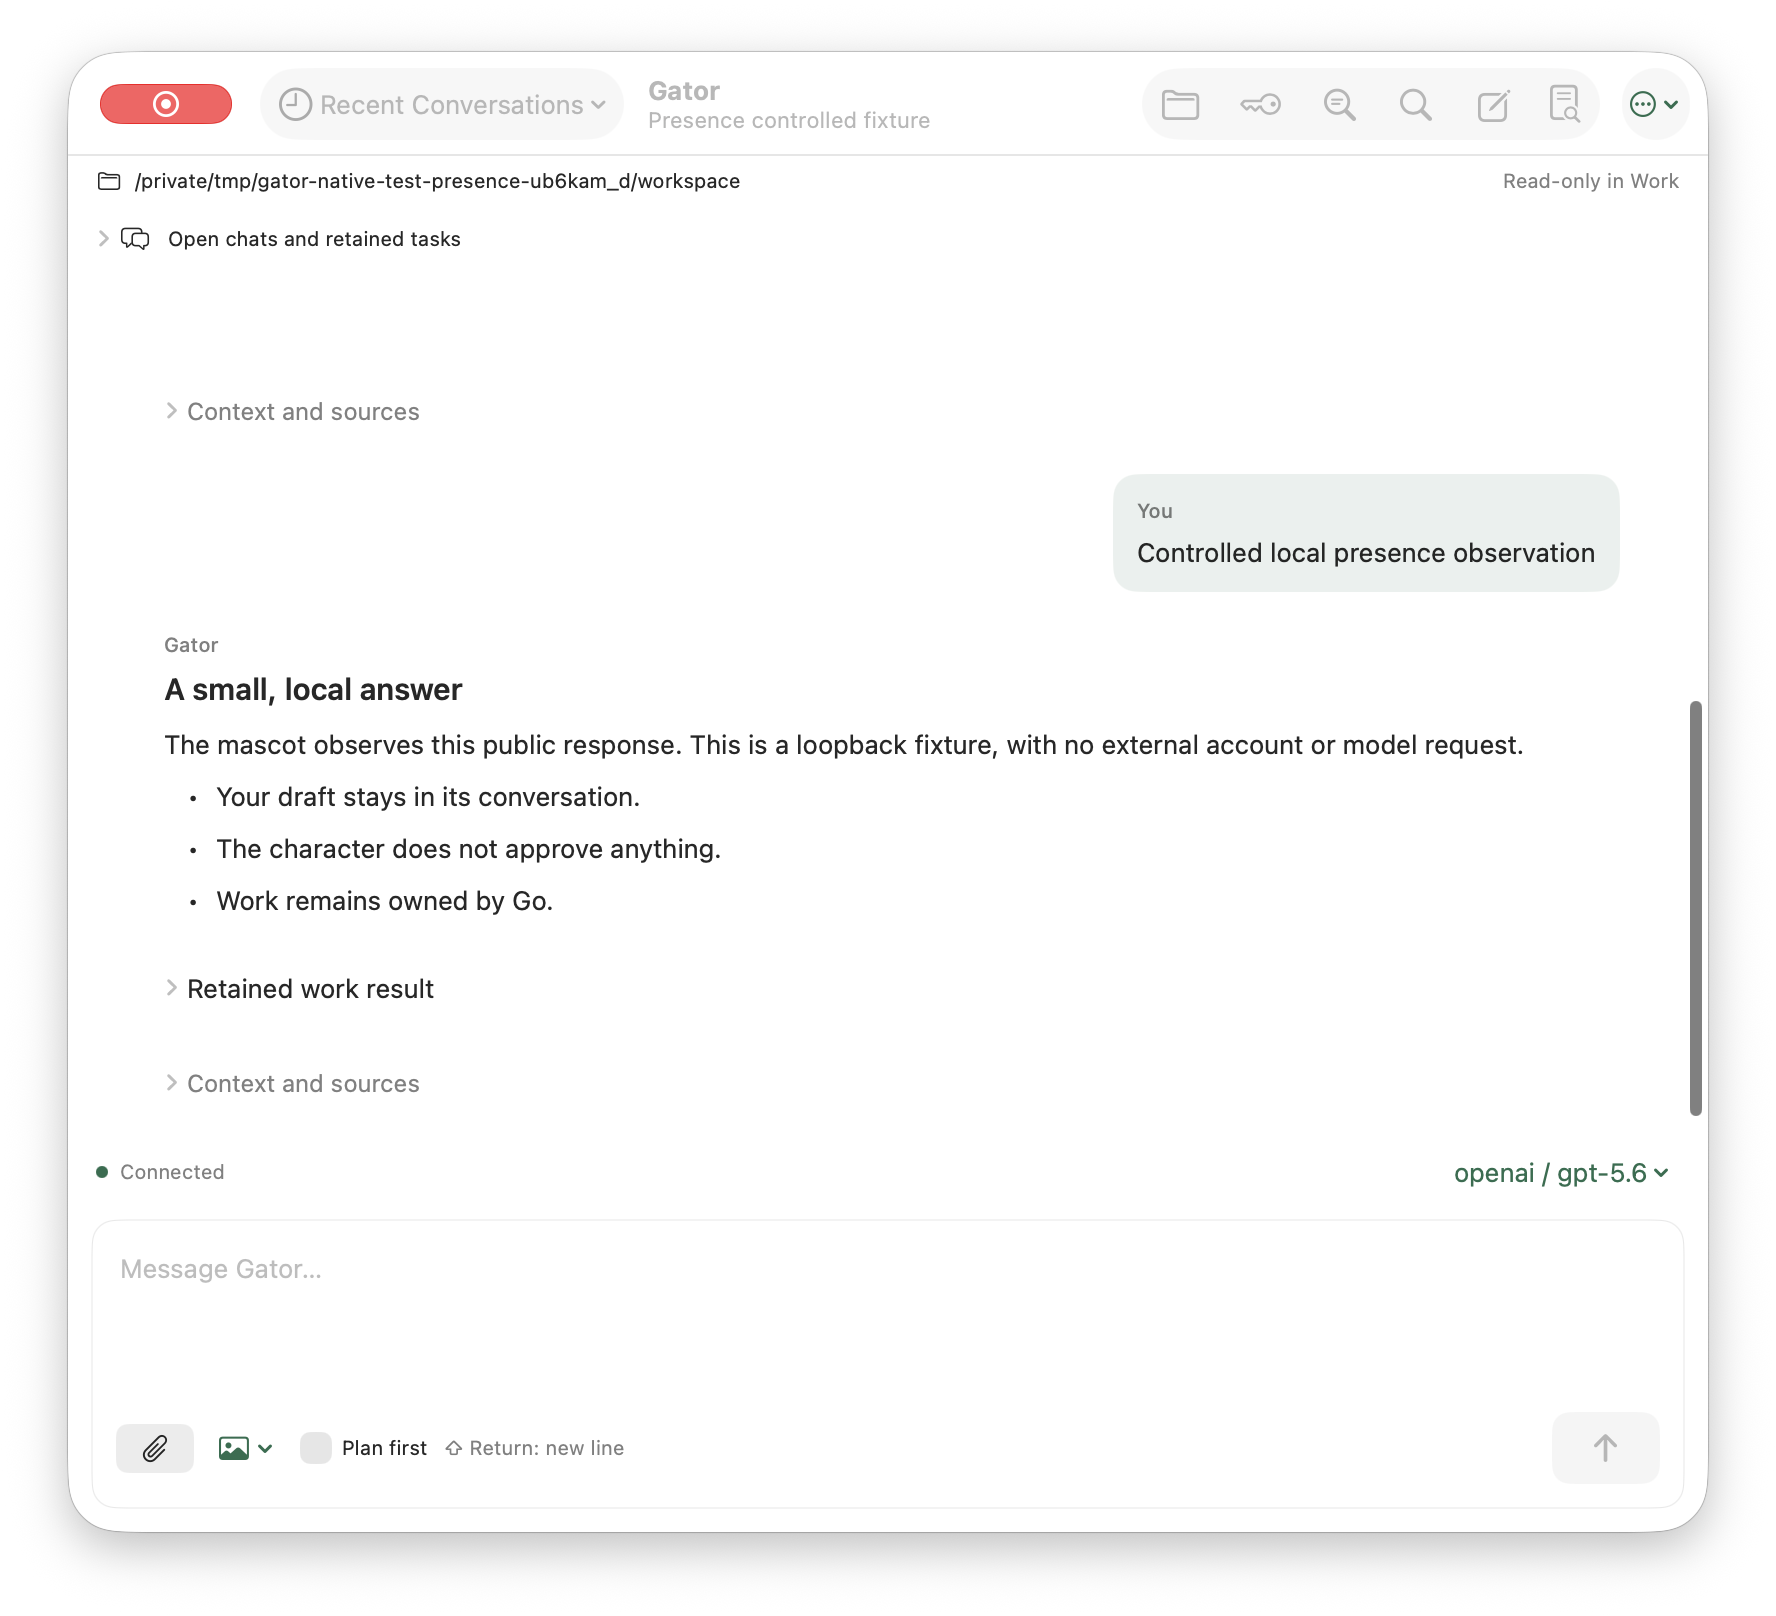 Recent Conversations
Gator
Presence controlled fixture
/private/tmp/gator-native-test-presence-ub6kam_d/workspace
Read-only in Work
Open chats and retained tasks
Context and sources
You
Controlled local presence observation
Gator
A small, local answer
The mascot observes this public response. This is a loopback fixture, with no external account or model request.
• Your draft stays in its conversation.
• The character does not approve anything.
• Work remains owned by Go.
Retained work result
Context and sources
Connected
openai / gpt-5.6
Message Gator...
Plan first
Return: new line